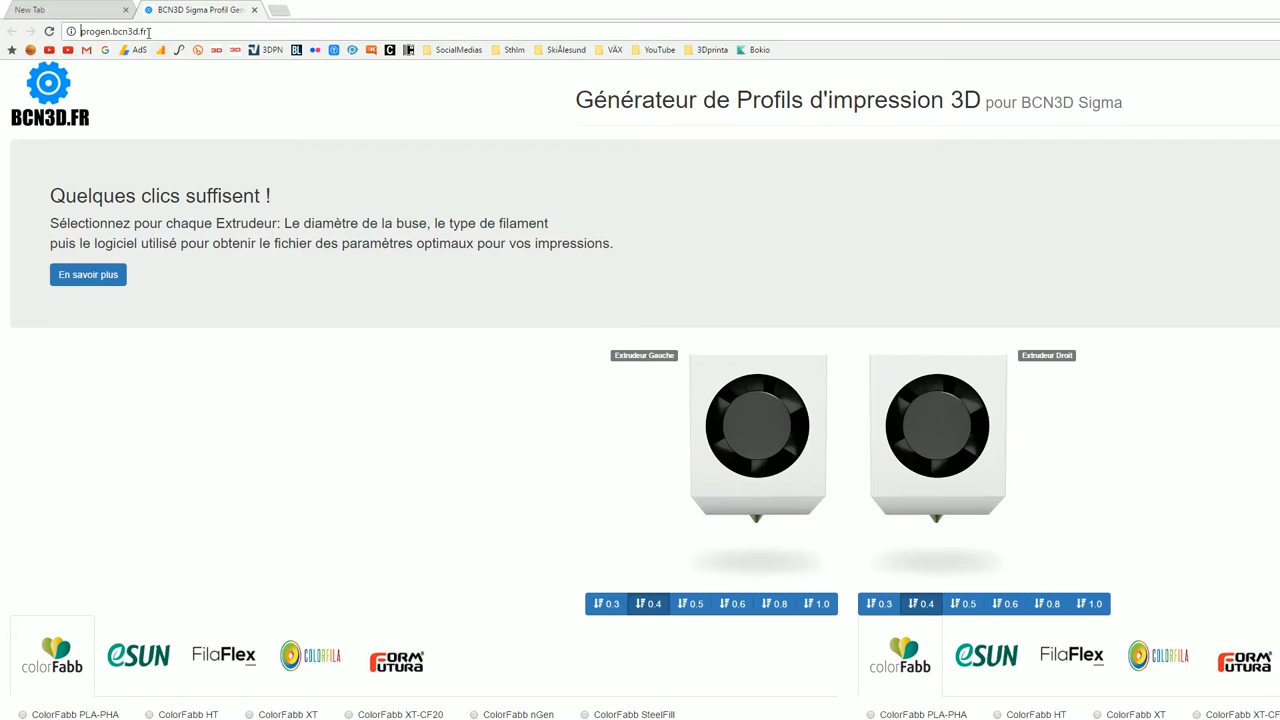 New Tab
BCN3D Sigma Profil Gen
progen.bcn3d.fr
AdS
3DPN
SocialMedias
Sthlm
SkiÅlesund
VÄX
YouTube
3Dprinta
Bokio
BCN3D.FR
Générateur de Profils d'impression 3D pour BCN3D Sigma
Quelques clics suffisent !
Sélectionnez pour chaque Extrudeur: Le diamètre de la buse, le type de filament
puis le logiciel utilisé pour obtenir le fichier des paramètres optimaux pour vos impressions.
En savoir plus
Extrudeur Gauche
Extrudeur Droit
0.3 0.4 0.5 0.6 0.8 1.0
0.3 0.4 0.5 0.6 0.8 1.0
colorFabb eSUN FilaFlex COLORFILA FORMFUTURA
colorFabb eSUN FilaFlex COLORFILA FORMFUTURA
ColorFabb PLA-PHA ColorFabb HT ColorFabb XT ColorFabb XT-CF20 ColorFabb nGen ColorFabb SteelFill
ColorFabb PLA-PHA ColorFabb HT ColorFabb XT ColorFabb XT-CF